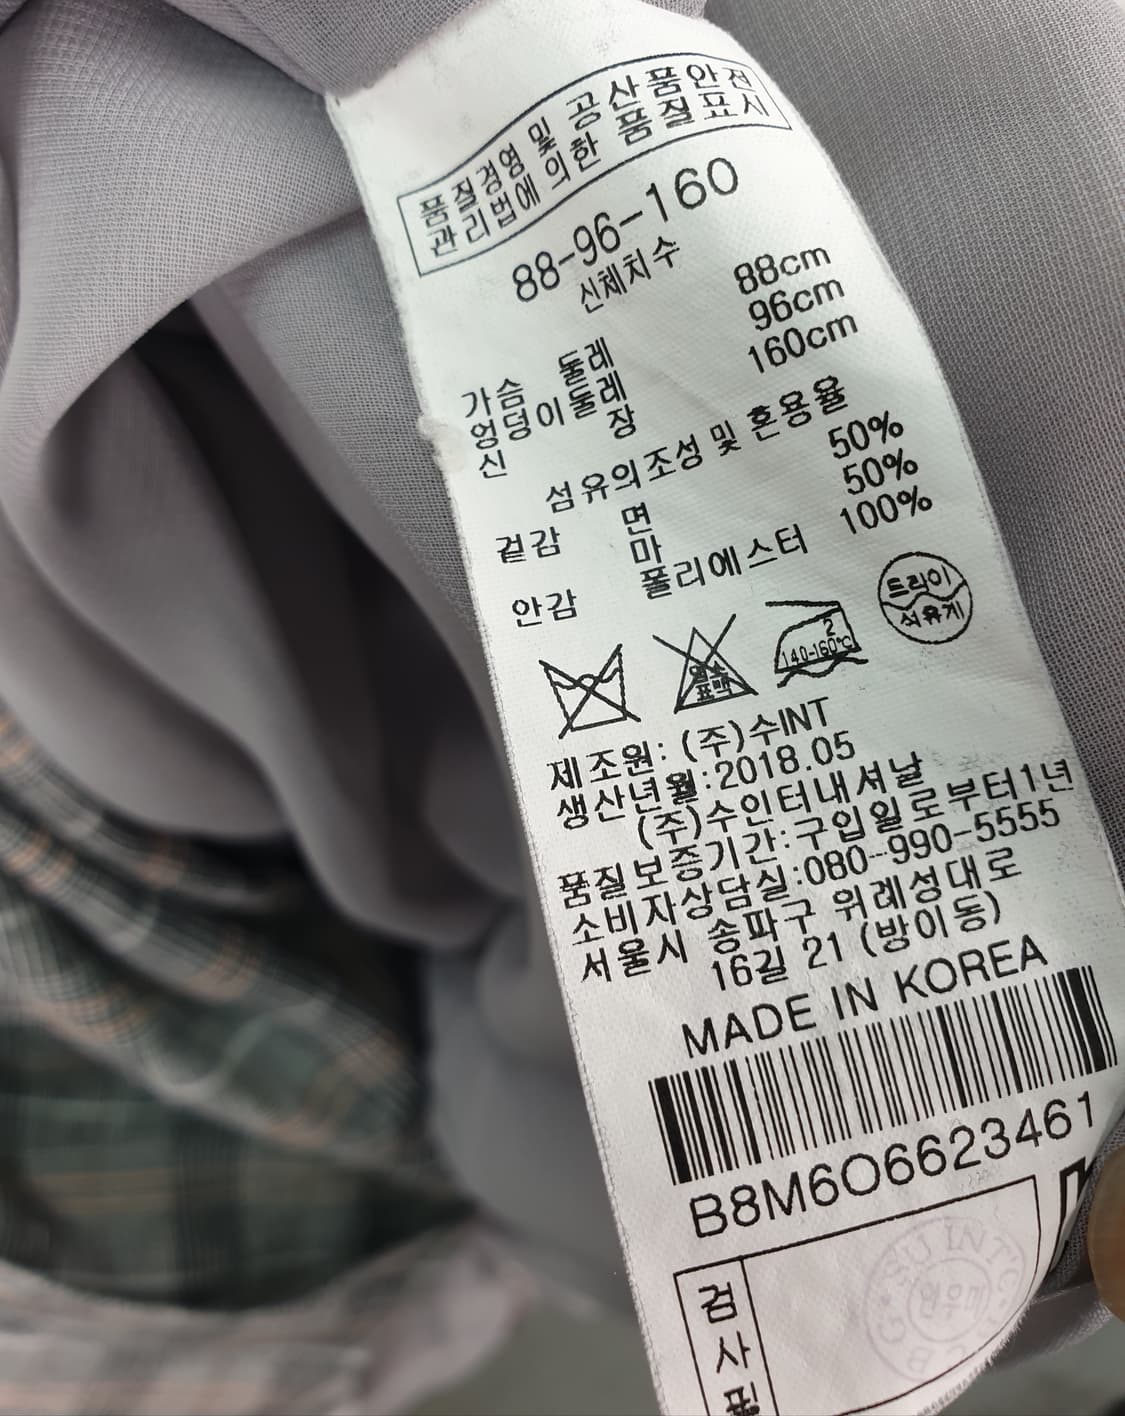 품질경영 및 공산품안전
관리법에 의한 품질표시
88-96-160
신체치수
가슴 둘레 88cm
엉덩이둘레 96cm
신 장 160cm
섬유의조성 및 혼용율
겉감 면 50%
마 50%
안감 폴리에스터 100%
염소
표백
2
140-160℃
드라이
석유계
제조원: (주)수INT
생산년월:2018.05
(주)수인터내셔날
품질보증기간:구입일로부터1년
소비자상담실:080-990-5555
서울시 송파구 위례성대로
16길 21 (방이동)
MADE IN KOREA
B8M6O6623461
검
사
필